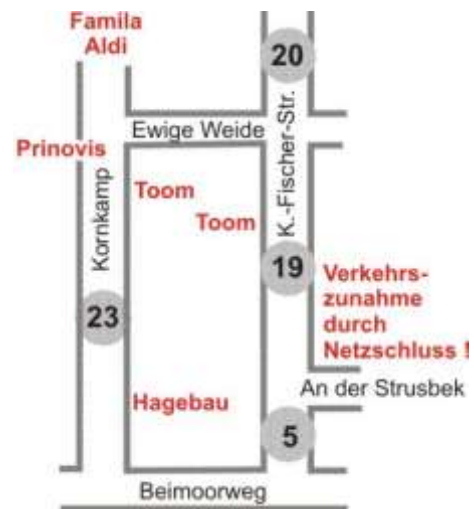 Famila
Aldi
20
Ewige Weide
K.-Fischer-Str.
Prinovis
Kornkamp
Toom
Toom
19
Verkehrs-
zunahme
durch
Netzschluss !
23
An der Strusbek
Hagebau
5
Beimoorweg